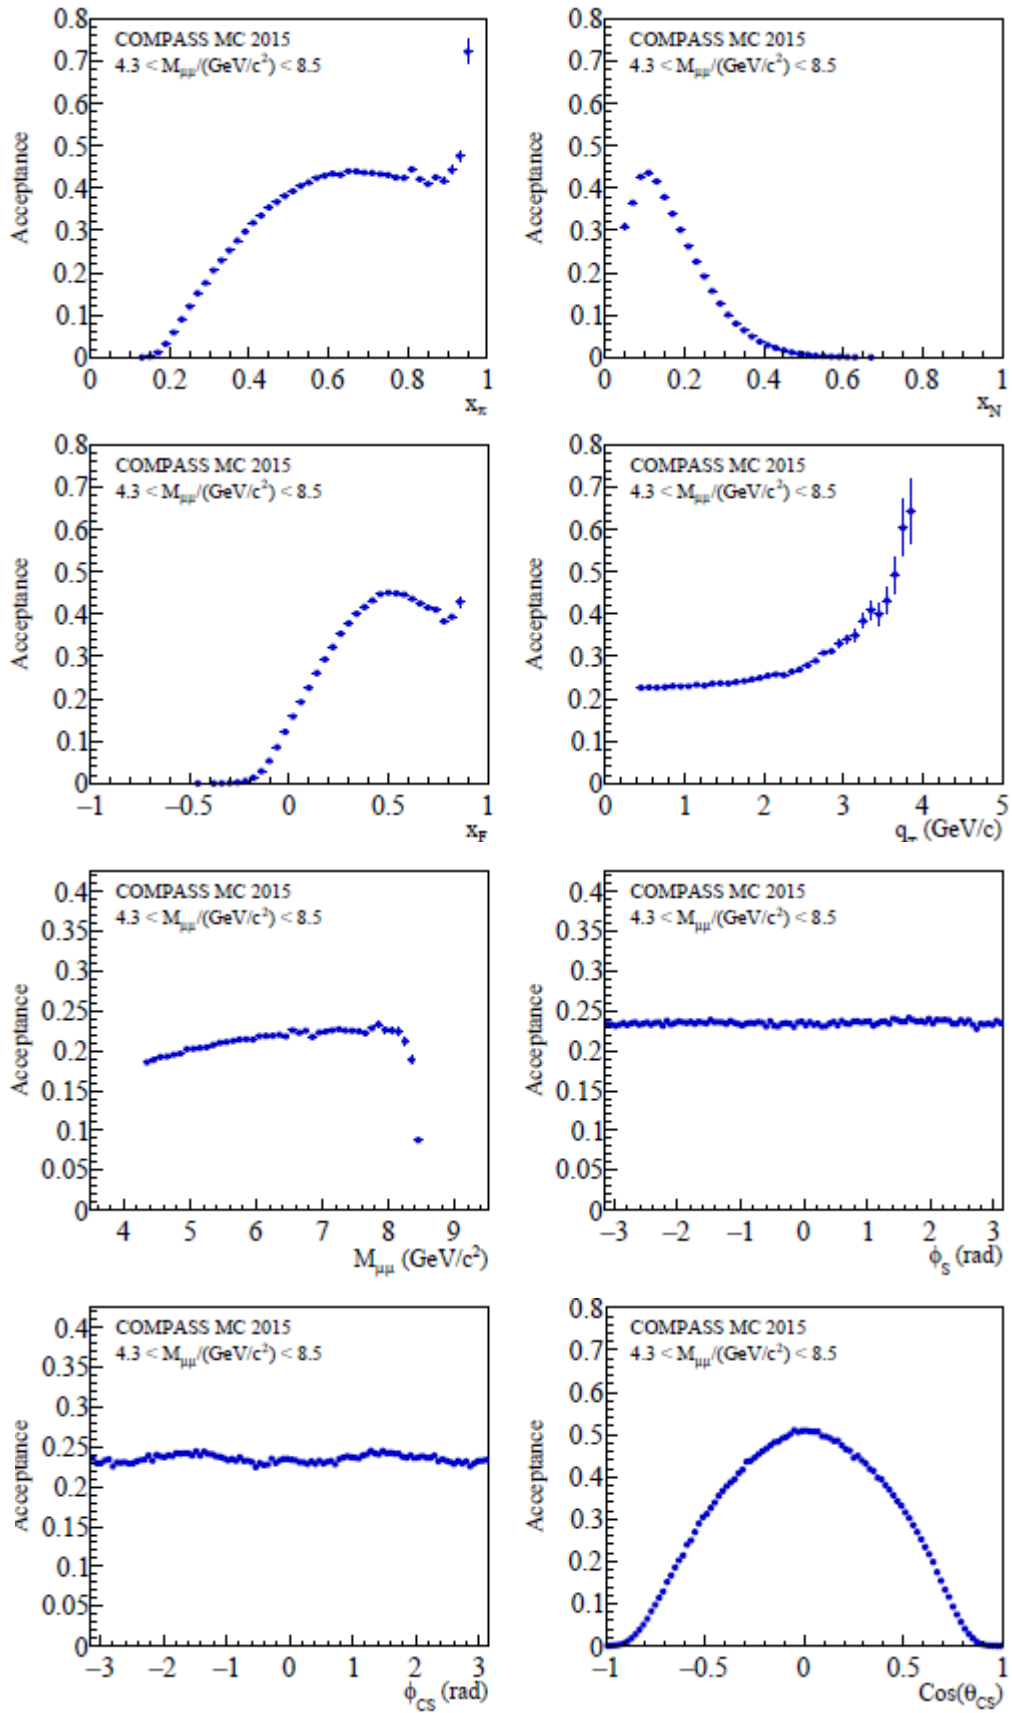 COMPASS MC 2015
4.3 < Mμμ/(GeV/c²) < 8.5
Acceptance
0.8
0.7
0.6
0.5
0.4
0.3
0.2
0.1
0
0 0.2 0.4 0.6 0.8 1
xπ
COMPASS MC 2015
4.3 < Mμμ/(GeV/c²) < 8.5
Acceptance
0.8
0.7
0.6
0.5
0.4
0.3
0.2
0.1
0
0 0.2 0.4 0.6 0.8 1
xN
COMPASS MC 2015
4.3 < Mμμ/(GeV/c²) < 8.5
Acceptance
0.8
0.7
0.6
0.5
0.4
0.3
0.2
0.1
0
−1 −0.5 0 0.5 1
xF
COMPASS MC 2015
4.3 < Mμμ/(GeV/c²) < 8.5
Acceptance
0.8
0.7
0.6
0.5
0.4
0.3
0.2
0.1
0
0 1 2 3 4 5
qT (GeV/c)
COMPASS MC 2015
4.3 < Mμμ/(GeV/c²) < 8.5
Acceptance
0.4
0.35
0.3
0.25
0.2
0.15
0.1
0.05
0
4 5 6 7 8 9
Mμμ (GeV/c²)
COMPASS MC 2015
4.3 < Mμμ/(GeV/c²) < 8.5
Acceptance
0.4
0.35
0.3
0.25
0.2
0.15
0.1
0.05
0
−3 −2 −1 0 1 2 3
ϕS (rad)
COMPASS MC 2015
4.3 < Mμμ/(GeV/c²) < 8.5
Acceptance
0.4
0.35
0.3
0.25
0.2
0.15
0.1
0.05
0
−3 −2 −1 0 1 2 3
ϕCS (rad)
COMPASS MC 2015
4.3 < Mμμ/(GeV/c²) < 8.5
Acceptance
0.8
0.7
0.6
0.5
0.4
0.3
0.2
0.1
0
−1 −0.5 0 0.5 1
Cos(θCS)